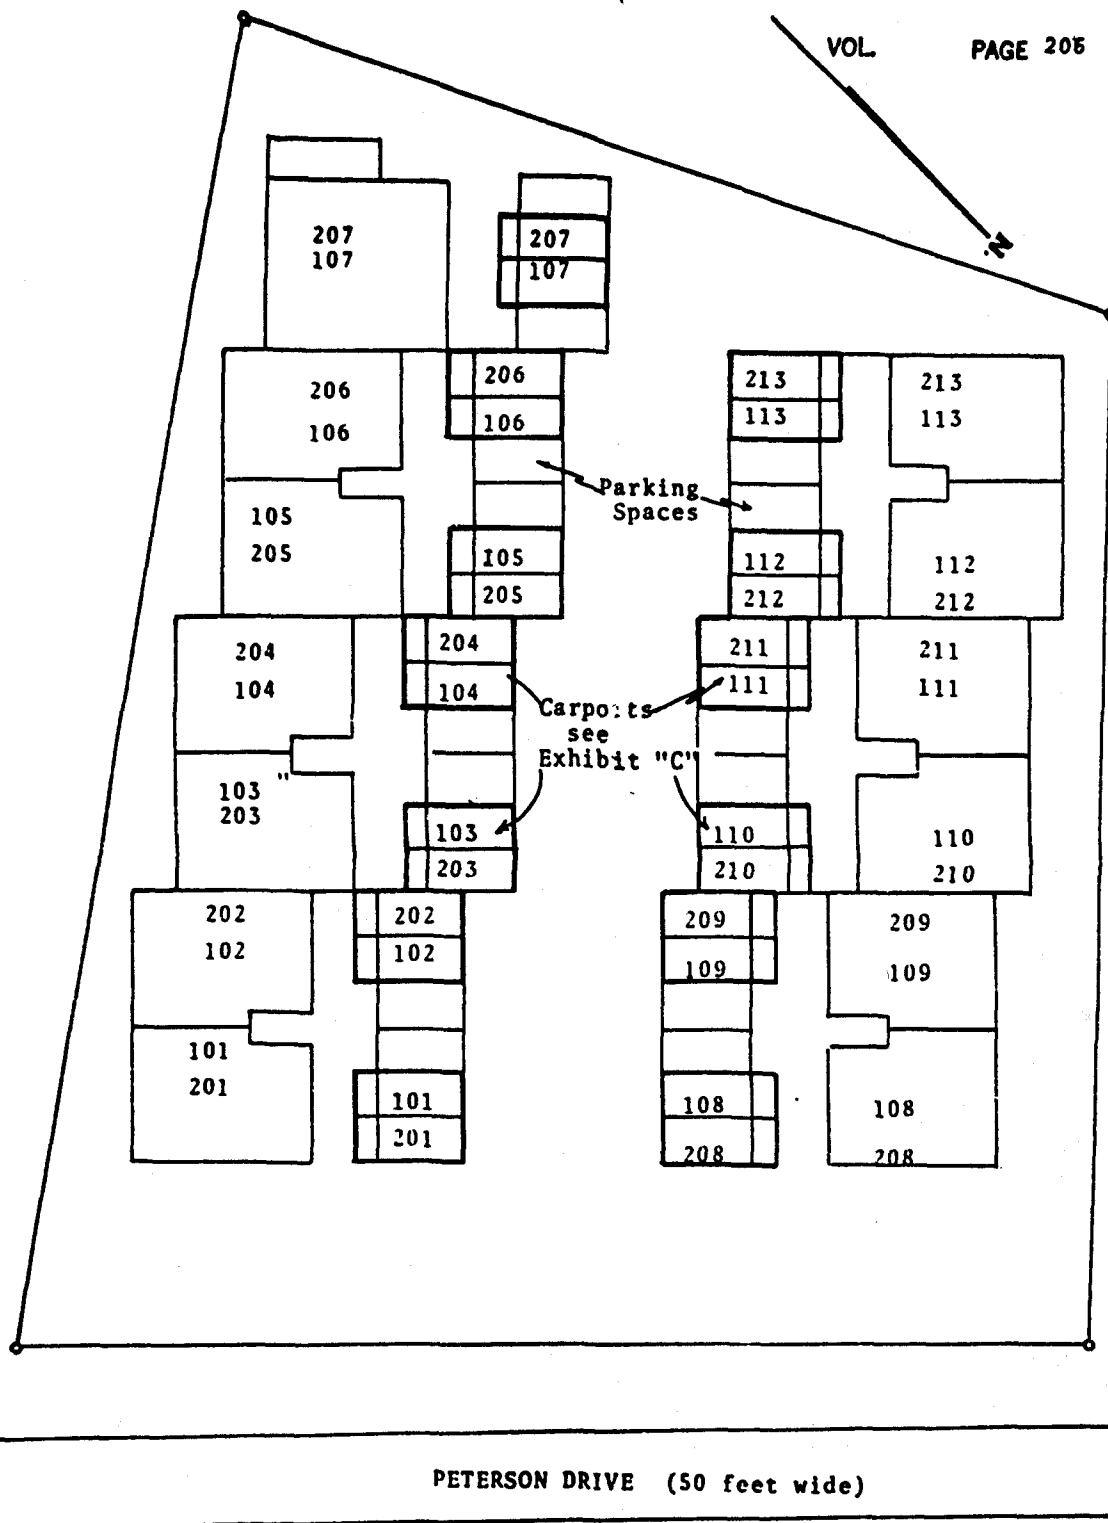 VOL. PAGE 205
N.
207 207
107 107
206 206 213 213
106 106 113 113
Parking
Spaces
105 105 112 112
205 205 212 212
204 204 211 211
104 104 111 111
Carports
see
Exhibit "C"
103 " 103 110 110
203 203 210 210
202 202 209 209
102 102 109 109
101 101 108 108
201 201 208 208
PETERSON DRIVE (50 feet wide)